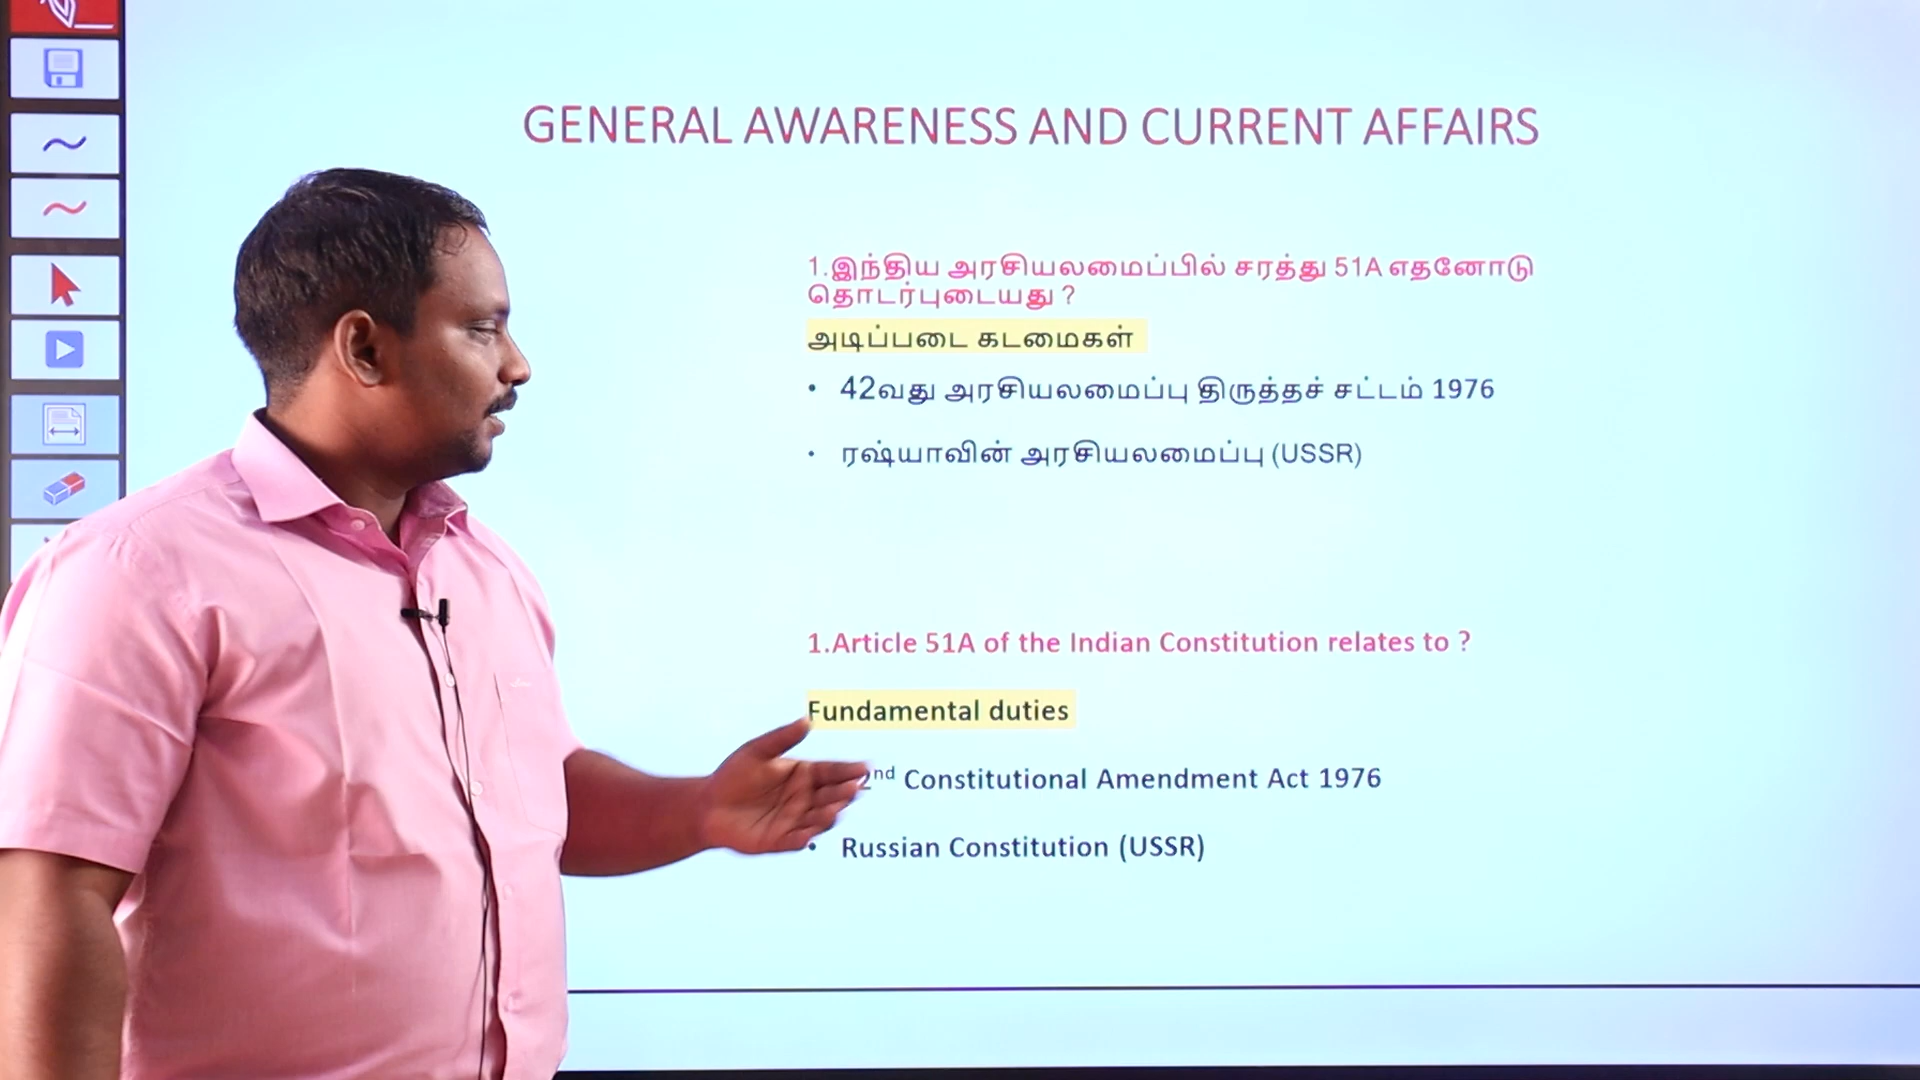 GENERAL AWARENESS AND CURRENT AFFAIRS
1.இந்திய அரசியலமைப்பில் சரத்து 51A எதனோடு
தொடர்புடையது ?
அடிப்படை கடமைகள்
• 42வது அரசியலமைப்பு திருத்தச் சட்டம் 1976
• ரஷ்யாவின் அரசியலமைப்பு (USSR)
1.Article 51A of the Indian Constitution relates to ?
Fundamental duties
2nd Constitutional Amendment Act 1976
• Russian Constitution (USSR)